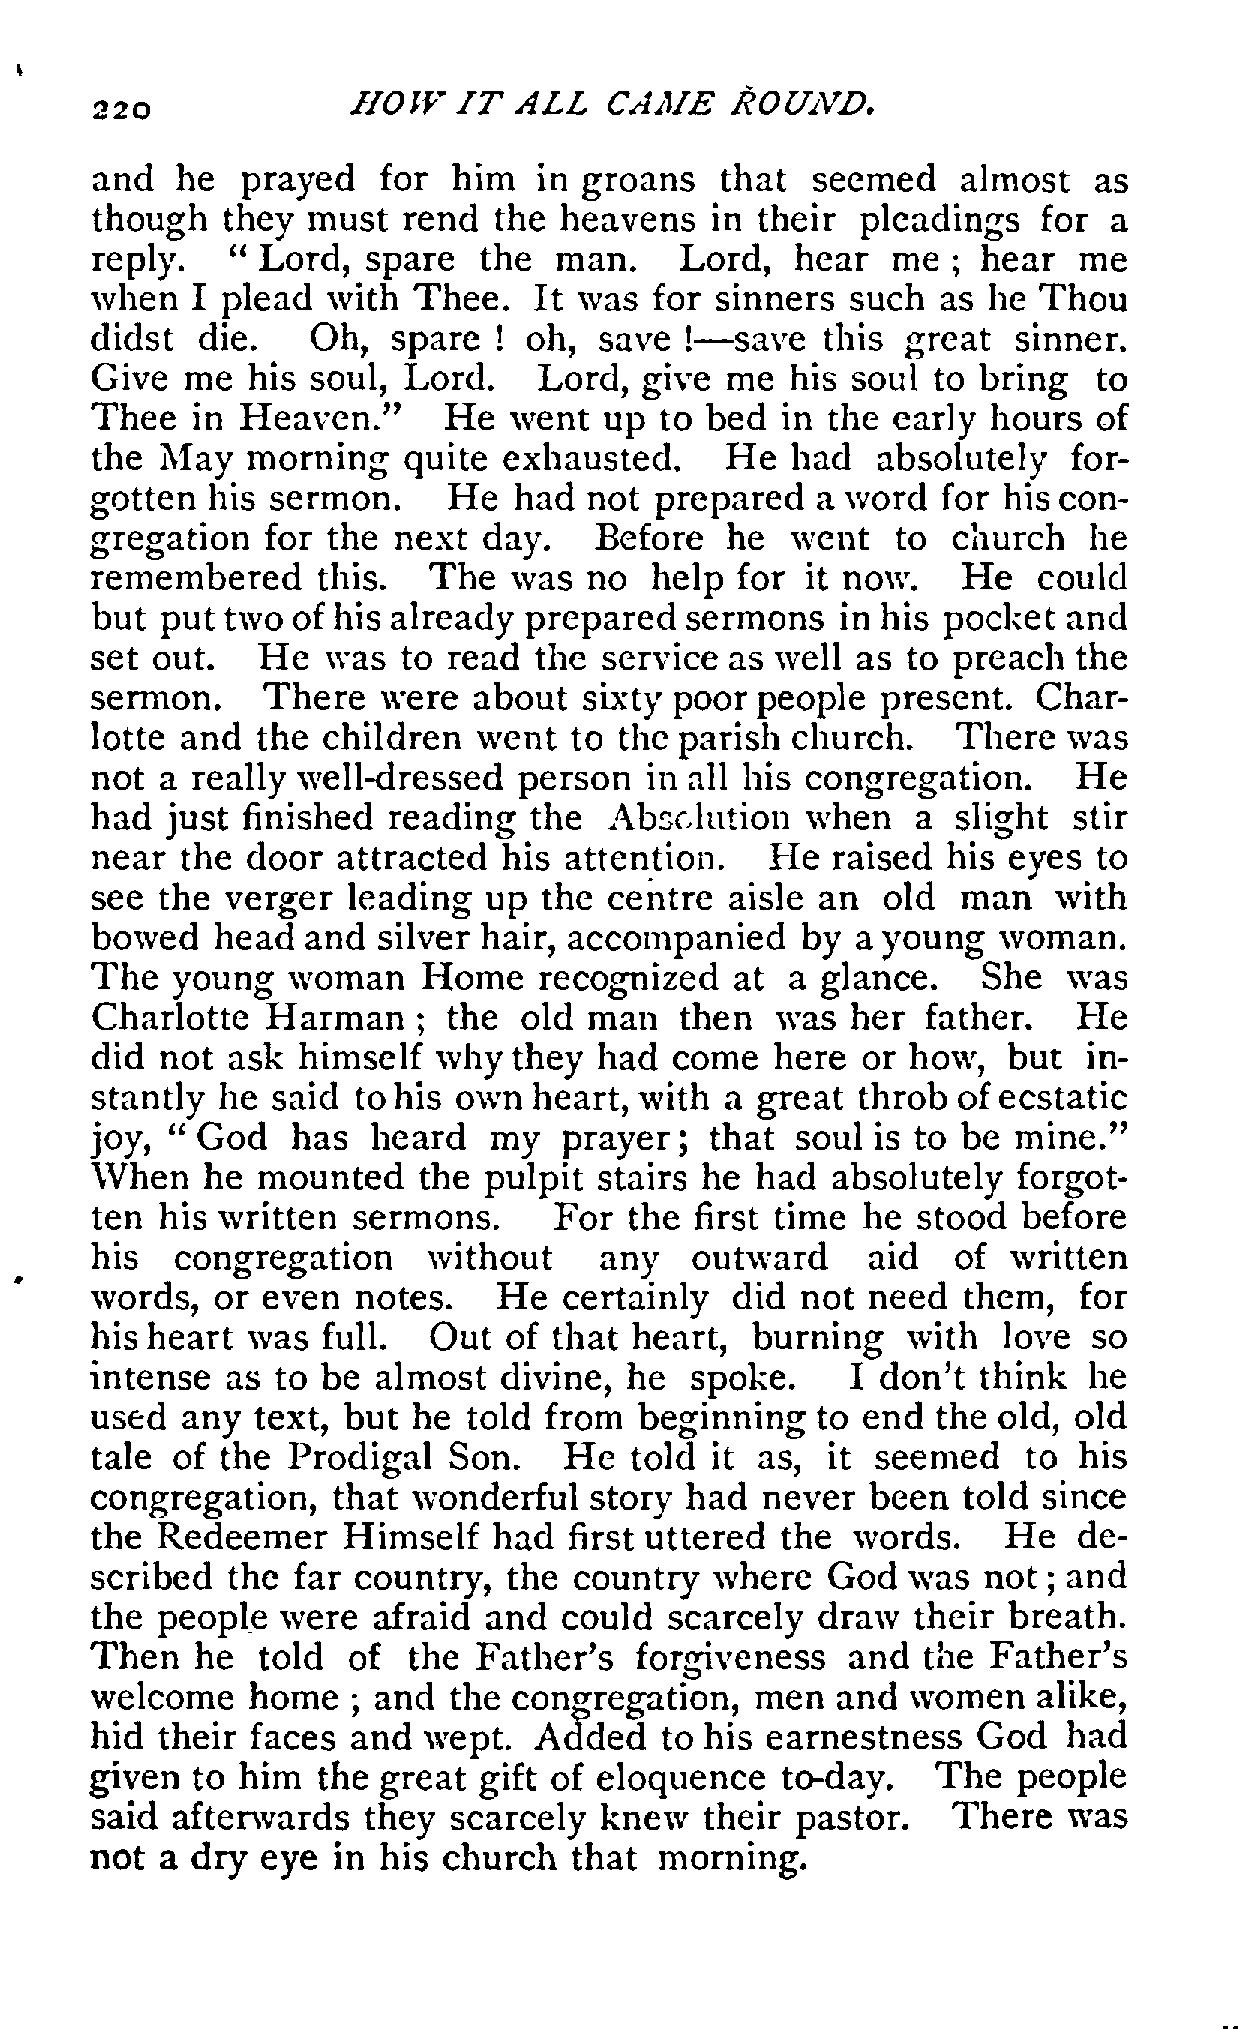 220 HOW IT ALL CAME ROUND.
and he prayed for him in groans that seemed almost as
though they must rend the heavens in their pleadings for a
reply. “ Lord, spare the man. Lord, hear me ; hear me
when I plead with Thee. It was for sinners such as he Thou
didst die. Oh, spare ! oh, save !—save this great sinner.
Give me his soul, Lord. Lord, give me his soul to bring to
Thee in Heaven.” He went up to bed in the early hours of
the May morning quite exhausted. He had absolutely for-
gotten his sermon. He had not prepared a word for his con-
gregation for the next day. Before he went to church he
remembered this. The was no help for it now. He could
but put two of his already prepared sermons in his pocket and
set out. He was to read the service as well as to preach the
sermon. There were about sixty poor people present. Char-
lotte and the children went to the parish church. There was
not a really well-dressed person in all his congregation. He
had just finished reading the Absolution when a slight stir
near the door attracted his attention. He raised his eyes to
see the verger leading up the centre aisle an old man with
bowed head and silver hair, accompanied by a young woman.
The young woman Home recognized at a glance. She was
Charlotte Harman ; the old man then was her father. He
did not ask himself why they had come here or how, but in-
stantly he said to his own heart, with a great throb of ecstatic
joy, “ God has heard my prayer ; that soul is to be mine.”
When he mounted the pulpit stairs he had absolutely forgot-
ten his written sermons. For the first time he stood before
his congregation without any outward aid of written
words, or even notes. He certainly did not need them, for
his heart was full. Out of that heart, burning with love so
intense as to be almost divine, he spoke. I don’t think he
used any text, but he told from beginning to end the old, old
tale of the Prodigal Son. He told it as, it seemed to his
congregation, that wonderful story had never been told since
the Redeemer Himself had first uttered the words. He de-
scribed the far country, the country where God was not ; and
the people were afraid and could scarcely draw their breath.
Then he told of the Father’s forgiveness and the Father’s
welcome home ; and the congregation, men and women alike,
hid their faces and wept. Added to his earnestness God had
given to him the great gift of eloquence to-day. The people
said afterwards they scarcely knew their pastor. There was
not a dry eye in his church that morning.